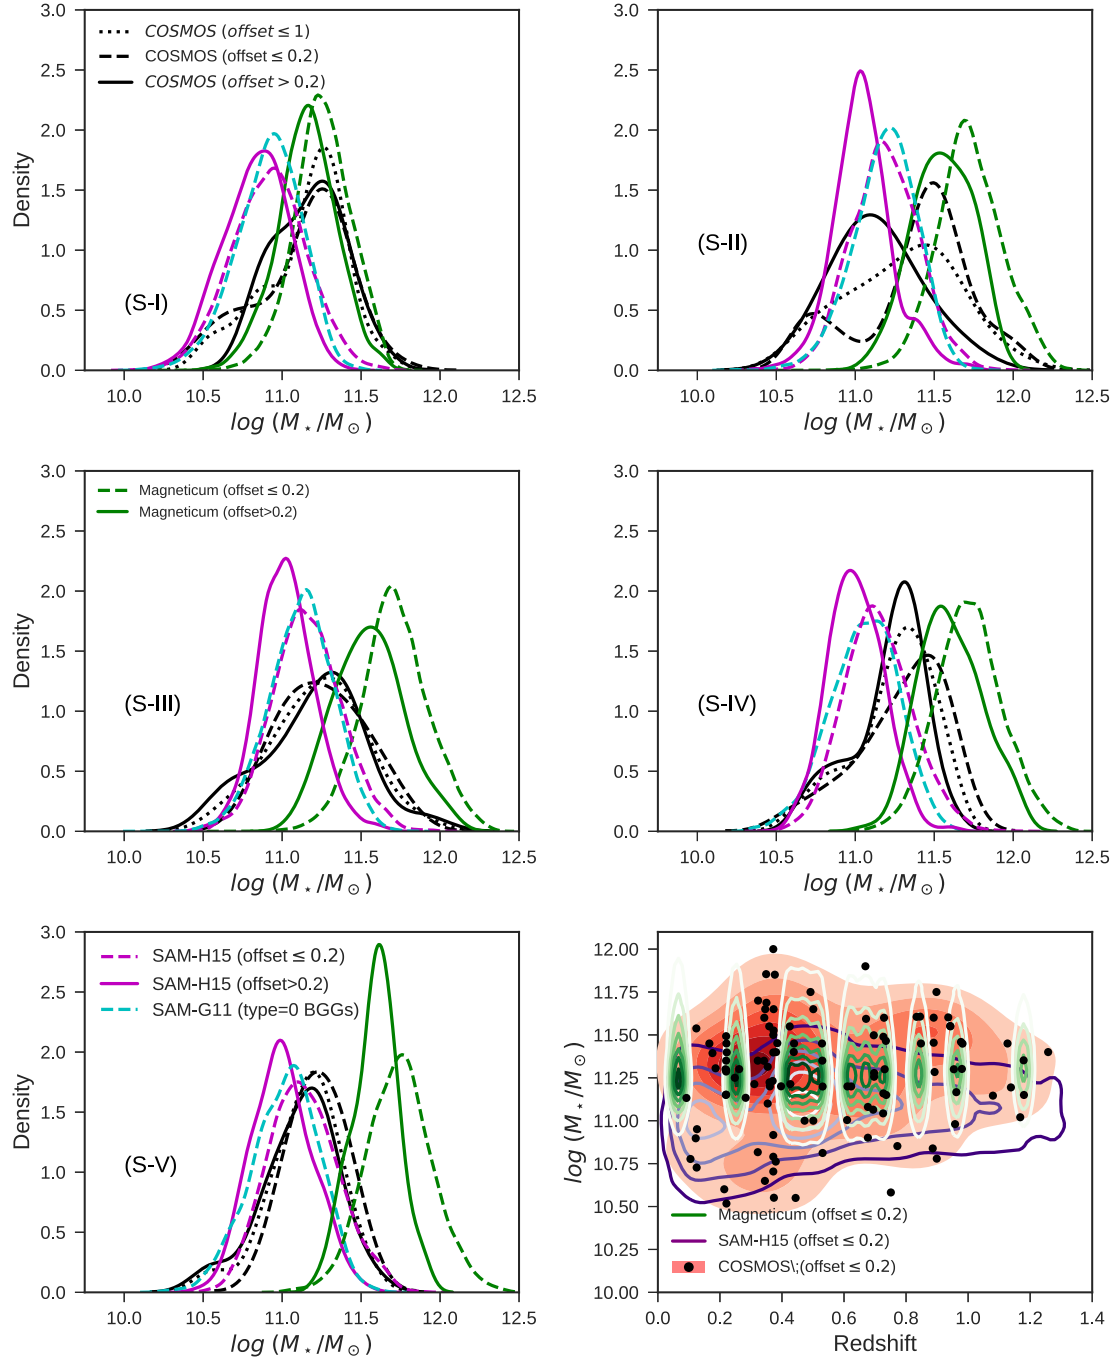 3.0
2.5
2.0
1.5
1.0
0.5
0.0
Density
COSMOS (offset ≤ 1)
COSMOS (offset ≤ 0.2)
COSMOS (offset > 0.2)
(S-I)
10.0 10.5 11.0 11.5 12.0 12.5
log (M⋆/M⊙)
3.0
2.5
2.0
1.5
1.0
0.5
0.0
(S-II)
10.0 10.5 11.0 11.5 12.0 12.5
log (M⋆/M⊙)
3.0
2.5
2.0
1.5
1.0
0.5
0.0
Density
Magneticum (offset ≤ 0.2)
Magneticum (offset>0.2)
(S-III)
10.0 10.5 11.0 11.5 12.0 12.5
log (M⋆/M⊙)
3.0
2.5
2.0
1.5
1.0
0.5
0.0
(S-IV)
10.0 10.5 11.0 11.5 12.0 12.5
log (M⋆/M⊙)
3.0
2.5
2.0
1.5
1.0
0.5
0.0
Density
SAM-H15 (offset ≤ 0.2)
SAM-H15 (offset>0.2)
SAM-G11 (type=0 BGGs)
(S-V)
10.0 10.5 11.0 11.5 12.0 12.5
log (M⋆/M⊙)
12.00
11.75
11.50
11.25
11.00
10.75
10.50
10.25
10.00
log (M⋆/M⊙)
Magneticum (offset ≤ 0.2)
SAM-H15 (offset ≤ 0.2)
COSMOS\;(offset ≤ 0.2)
0.0 0.2 0.4 0.6 0.8 1.0 1.2 1.4
Redshift